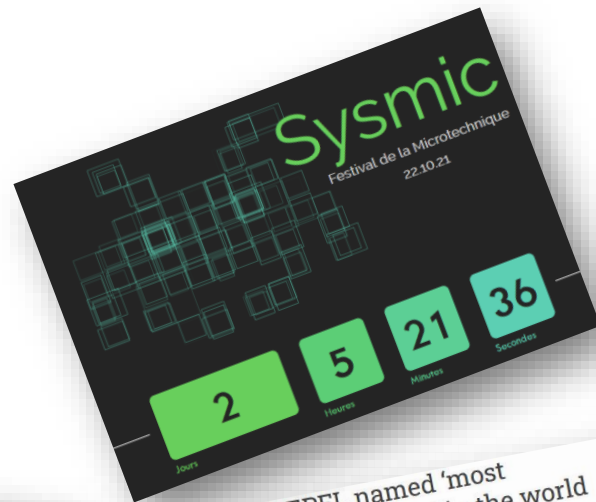 Sysmic
Festival de la Microtechnique
22.10.21
2 5 21 36
Jours Heures Minutes Secondes
EPFL named ‘most
the world